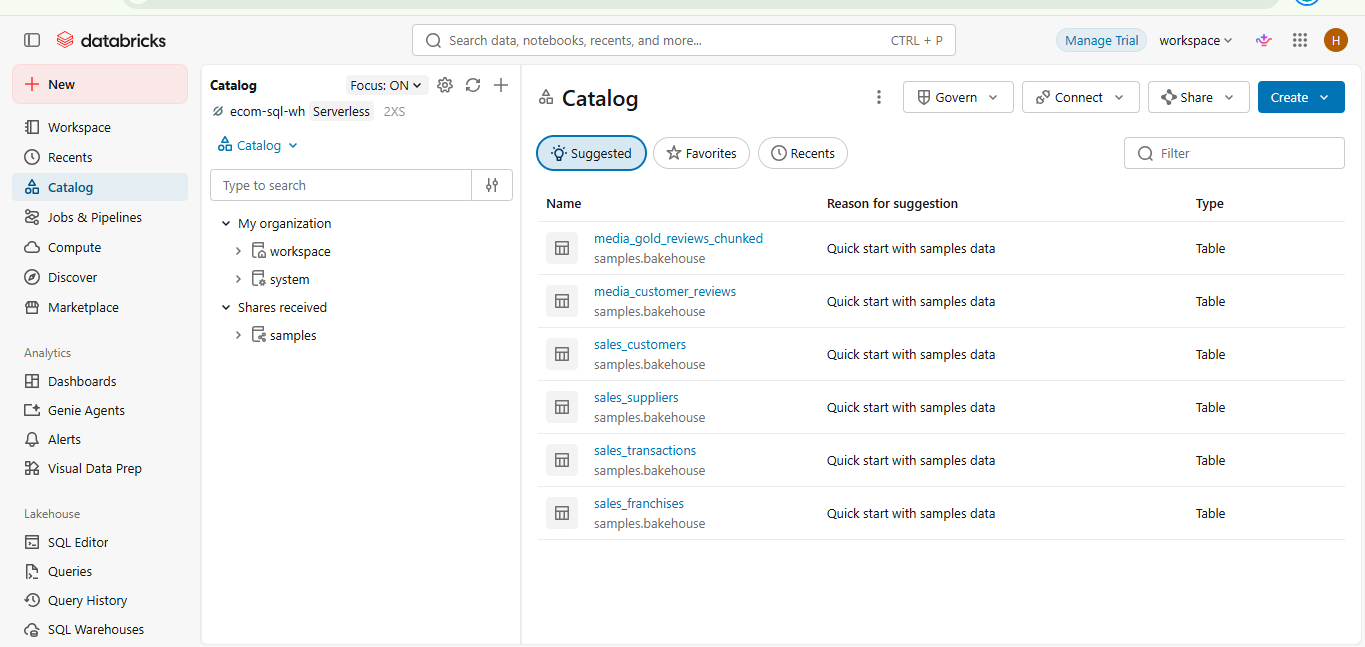 databricks
Search data, notebooks, recents, and more... CTRL + P
Manage Trial workspace H
New
Workspace
Recents
Catalog
Jobs & Pipelines
Compute
Discover
Marketplace
Analytics
Dashboards
Genie Agents
Alerts
Visual Data Prep
Lakehouse
SQL Editor
Queries
Query History
SQL Warehouses
Catalog Focus: ON
ecom-sql-wh Serverless 2XS
Catalog
Type to search
My organization
workspace
system
Shares received
samples
Catalog Govern Connect Share Create
Suggested Favorites Recents Filter
Name Reason for suggestion Type
media_gold_reviews_chunked
samples.bakehouse
Quick start with samples data Table
media_customer_reviews
samples.bakehouse
Quick start with samples data Table
sales_customers
samples.bakehouse
Quick start with samples data Table
sales_suppliers
samples.bakehouse
Quick start with samples data Table
sales_transactions
samples.bakehouse
Quick start with samples data Table
sales_franchises
samples.bakehouse
Quick start with samples data Table